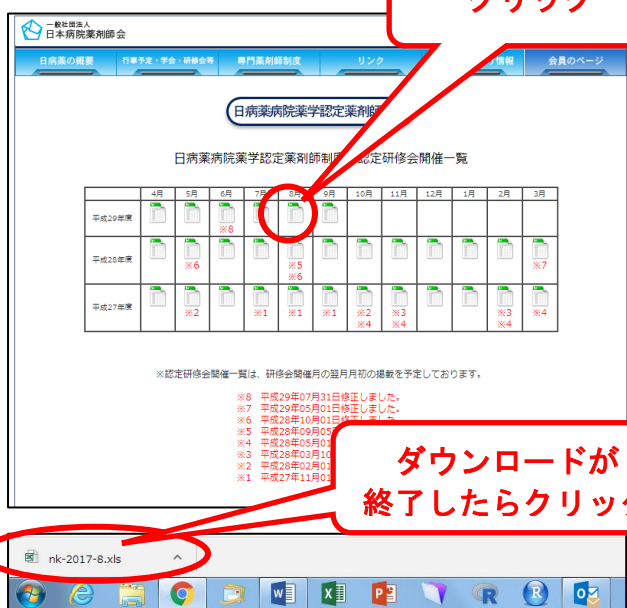 クリック
一般社団法人
日本病院薬剤師会
日病薬の概要 行事予定・学会・研修会等 専門薬剤師制度 リンク 情報 会員のページ
日病薬病院薬学認定薬剤師
日病薬病院薬学認定薬剤師制度 認定研修会開催一覧
4月 5月 6月 7月 8月 9月 10月 11月 12月 1月 2月 3月
平成29年度
※8
平成28年度
※6 ※5 ※7
※6
平成27年度
※2 ※1 ※1 ※1 ※2 ※3 ※3 ※4
※4 ※4 ※4
※認定研修会開催一覧は、研修会開催月の翌月月初の掲載を予定しております。
※8 平成29年07月31日修正しました。
※7 平成29年05月01日修正しました。
※6 平成28年10月01日修正しました。
※5 平成28年09月05
※4 平成28年05月01
※3 平成28年03月10
※2 平成28年02月01
※1 平成27年11月01
ダウンロードが
終了したらクリック
nk-2017-8.xls